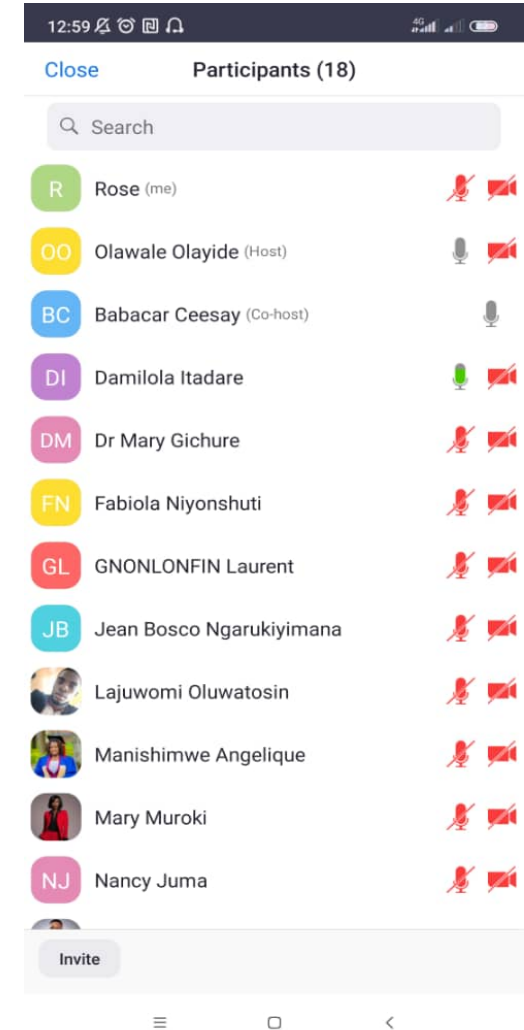 12:59 4G
Close Participants (18)
Search
R Rose (me)
OO Olawale Olayide (Host)
BC Babacar Ceesay (Co-host)
DI Damilola Itadare
DM Dr Mary Gichure
FN Fabiola Niyonshuti
GL GNONLONFIN Laurent
JB Jean Bosco Ngarukiyimana
Lajuwomi Oluwatosin
Manishimwe Angelique
Mary Muroki
NJ Nancy Juma
Invite